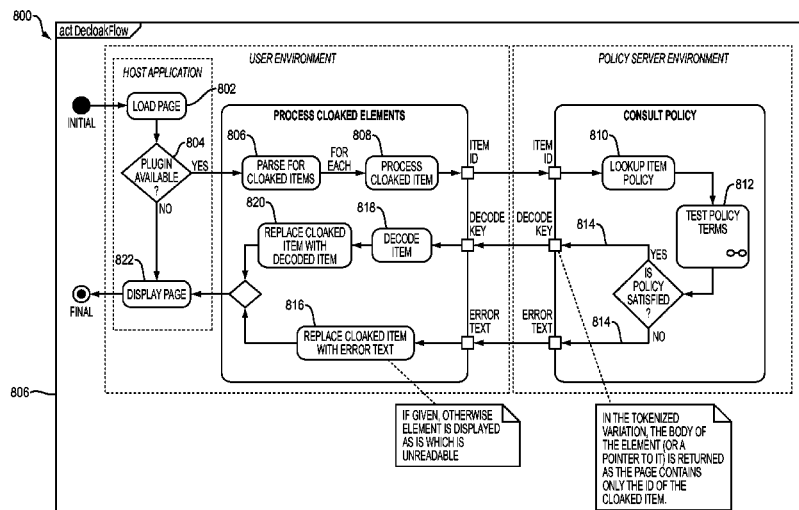 800
act DecloakFlow
USER ENVIRONMENT
POLICY SERVER ENVIRONMENT
HOST APPLICATION
802
LOAD PAGE
INITIAL
804
PLUGIN
AVAILABLE
?
YES
NO
PROCESS CLOAKED ELEMENTS
806
PARSE FOR
CLOAKED ITEMS
FOR
EACH
808
PROCESS
CLOAKED ITEM
ITEM
ID
ITEM
ID
CONSULT POLICY
810
LOOKUP ITEM
POLICY
812
TEST POLICY
TERMS
820
REPLACE CLOAKED
ITEM WITH
DECODED ITEM
818
DECODE
ITEM
DECODE
KEY
DECODE
KEY
814
YES
IS
POLICY
SATISFIED
?
NO
814
822
DISPLAY PAGE
FINAL
816
REPLACE CLOAKED ITEM
WITH ERROR TEXT
ERROR
TEXT
ERROR
TEXT
806
IF GIVEN, OTHERWISE
ELEMENT IS DISPLAYED
AS IS WHICH IS
UNREADABLE
IN THE TOKENIZED
VARIATION, THE BODY OF
THE ELEMENT (OR A
POINTER TO IT) IS RETURNED
AS THE PAGE CONTAINS
ONLY THE ID OF THE
CLOAKED ITEM.